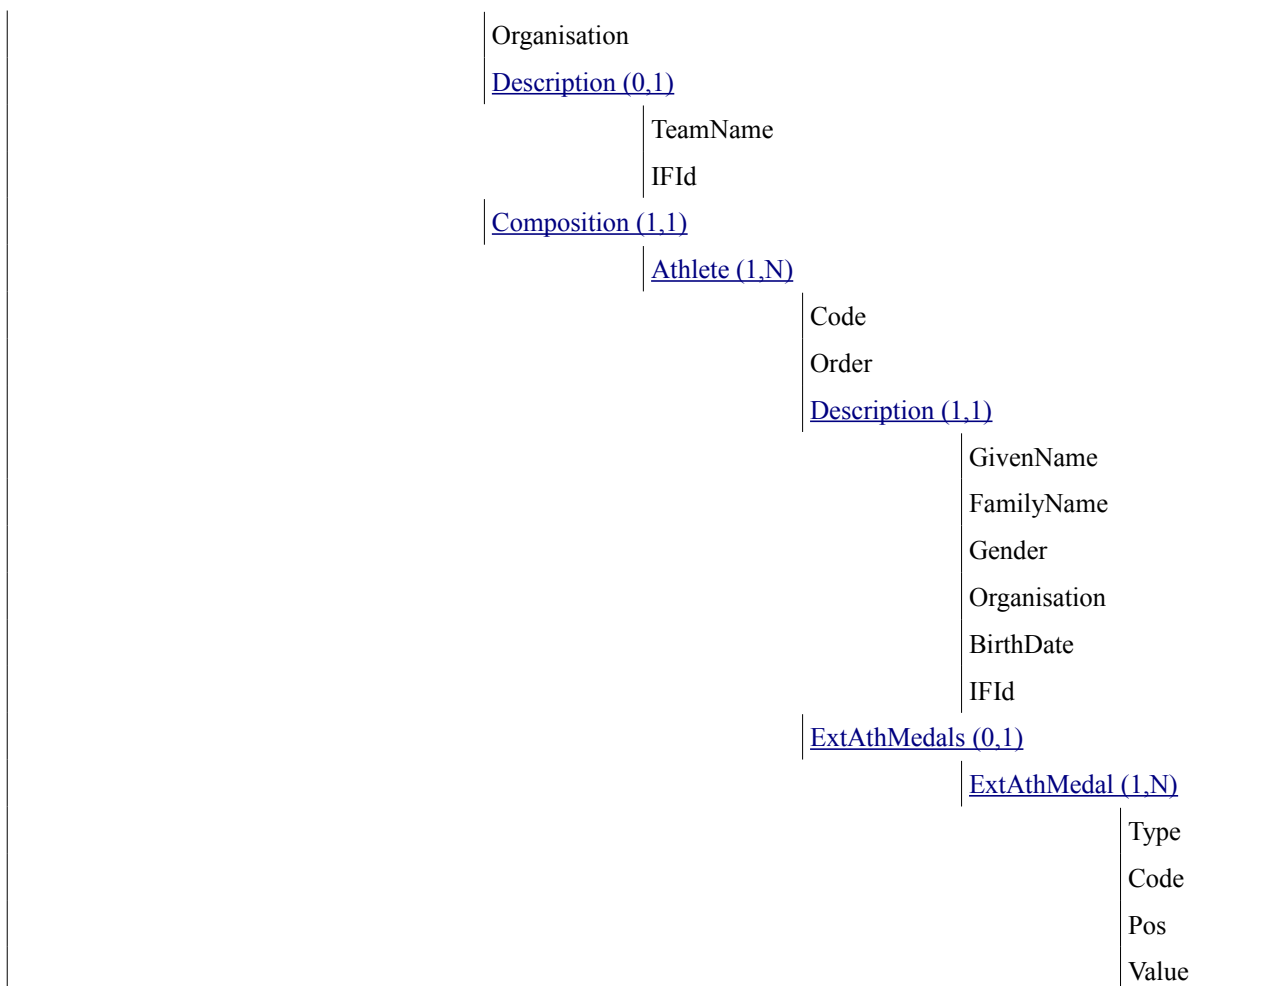 Organisation
Description (0,1)
TeamName
IFId
Composition (1,1)
Athlete (1,N)
Code
Order
Description (1,1)
GivenName
FamilyName
Gender
Organisation
BirthDate
IFId
ExtAthMedals (0,1)
ExtAthMedal (1,N)
Type
Code
Pos
Value